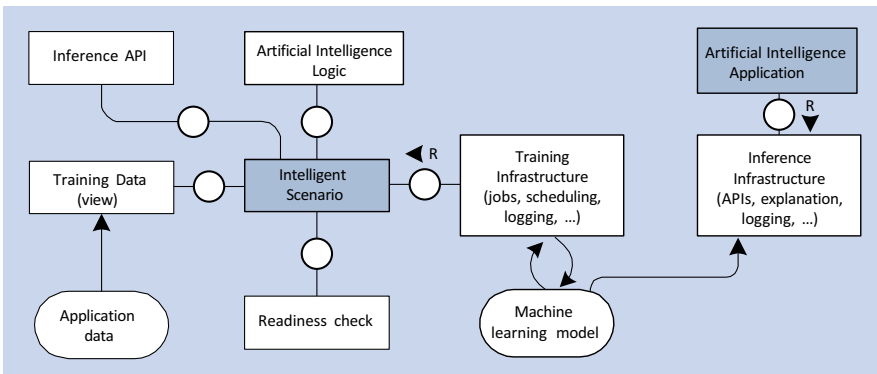 Inference API
Artificial Intelligence
Logic
Artificial Intelligence
Application
R
Training Data
(view)
Intelligent
Scenario
R
Training
Infrastructure
(jobs, scheduling,
logging, ...)
Inference
Infrastructure
(APIs, explanation,
logging, ...)
Application
data
Readiness check
Machine
learning model